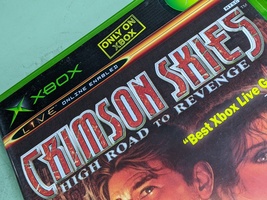 ONLY ON
XBOX
XBOX
LIVE ONLINE ENABLED
CRIMSON SKIES
HIGH ROAD TO REVENGE
"Best Xbox Live G